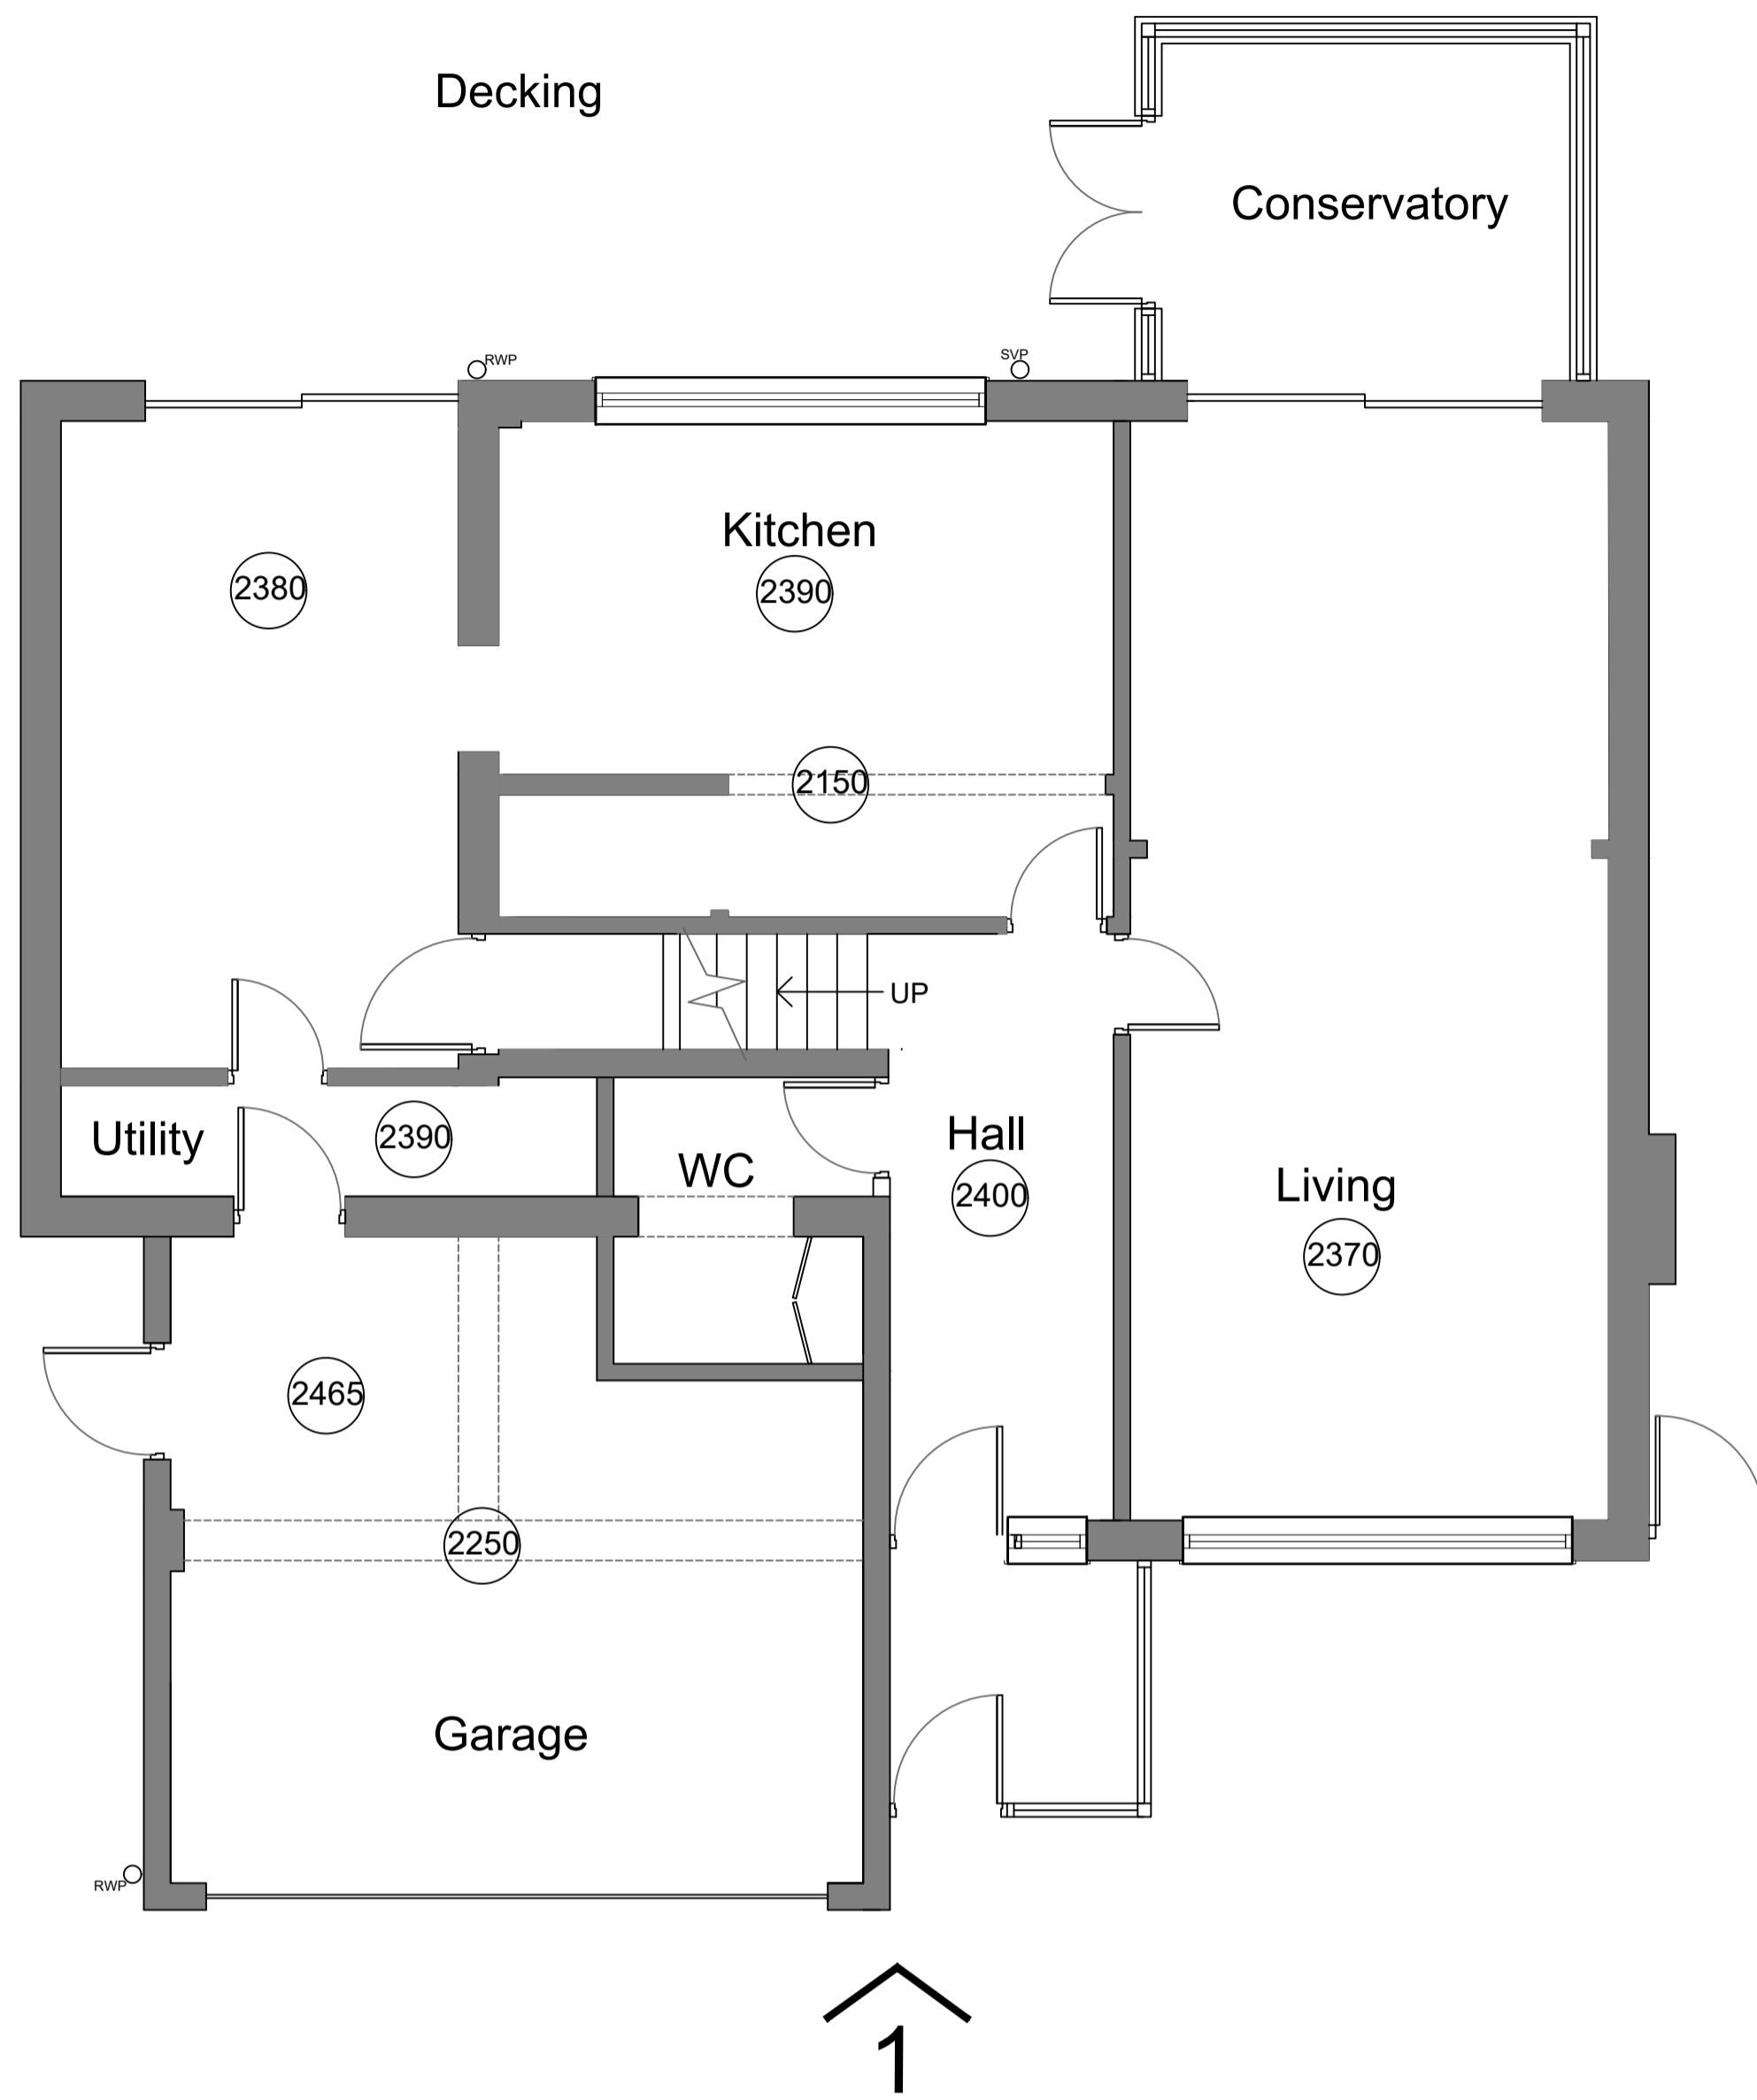 Decking
Conservatory
RWP
SVP
Kitchen
2380
2390
2150
UP
Utility
2390
WC
Hall
2400
Living
2370
2465
2250
Garage
RWP
1